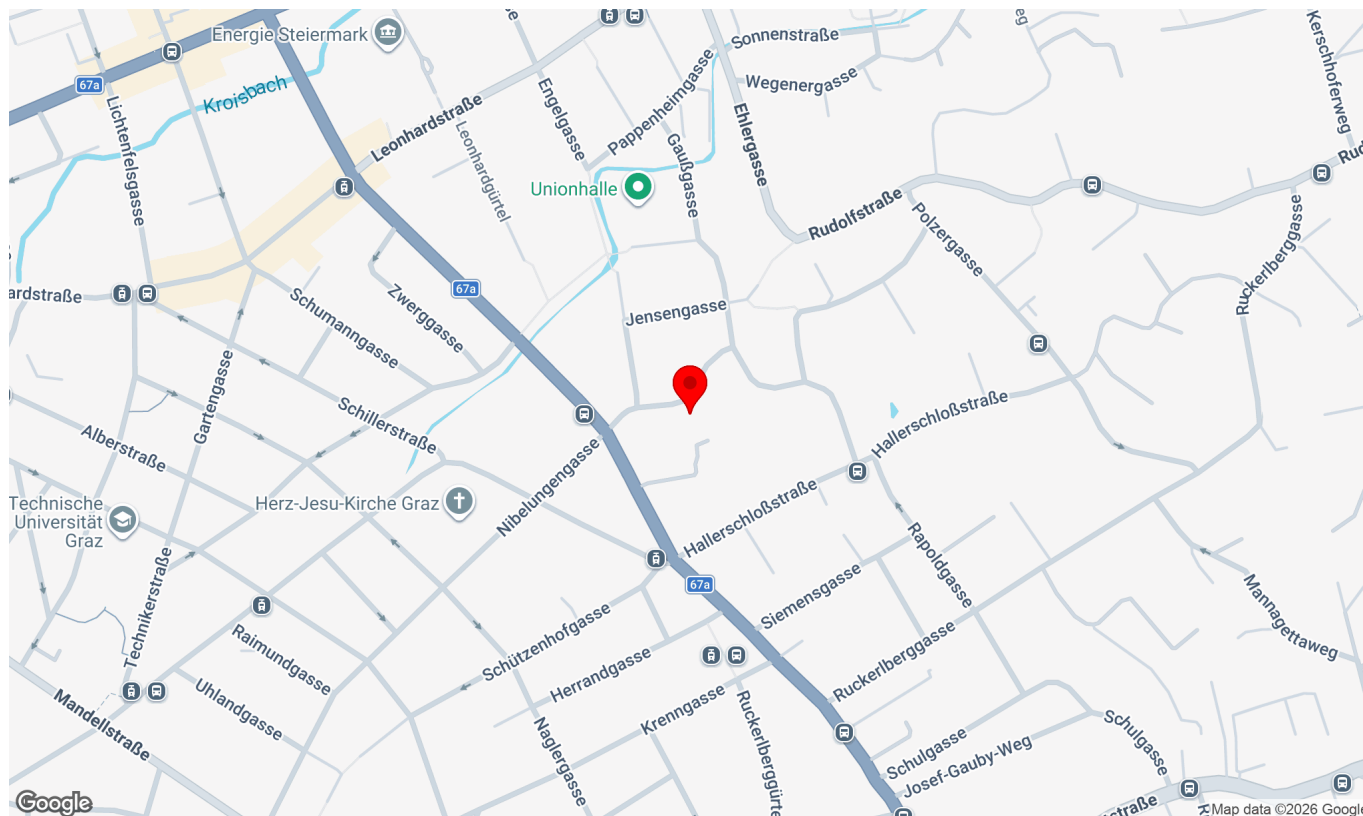 Energie Steiermark
Sonnenstraße
Wegenergasse
Kerschhoferweg
67a
Kroisbach
Lichtenfelsgasse
Leonhardstraße
Leonhardgürtel
Engelgasse
Pappenheimgasse
Gaußgasse
Ehlergasse
Unionhalle
Rudolfstraße
Polzergasse
Ruckerlberggasse
67a
ardstraße
Zwerggasse
Schumanngasse
Jensengasse
Gartengasse
Schillerstraße
Alberstraße
Hallerschloßstraße
Technische
Universität
Graz
Herz-Jesu-Kirche Graz
Nibelungengasse
Hallerschloßstraße
Rapoldgasse
67a
Technikerstraße
Siemensgasse
Mannagettaweg
Raimundgasse
Schützenhofgasse
Herrandgasse
Ruckerlberggasse
Uhlandgasse
Mandellstraße
Krenngasse
Naglergasse
Ruckerlberggürtel
Schulgasse
Schulgasse
Josef-Gauby-Weg
straße
Google
Map data ©2026 Google